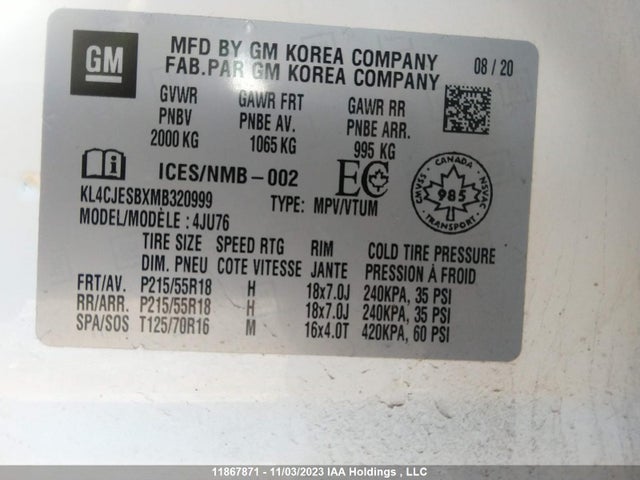 GM
MFD BY GM KOREA COMPANY
FAB.PAR GM KOREA COMPANY
08 / 20
GVWR GAWR FRT GAWR RR
PNBV PNBE AV. PNBE ARR.
2000 KG 1065 KG 995 KG
ICES/NMB-002
EC
CANADA
CMVSS 985 NSVAC
TRANSPORT
KL4CJESBXMB320999 TYPE: MPV/VTUM
MODEL/MODÈLE : 4JU76
TIRE SIZE SPEED RTG RIM COLD TIRE PRESSURE
DIM. PNEU COTE VITESSE JANTE PRESSION À FROID
FRT/AV. P215/55R18 H 18x7.0J 240KPA, 35 PSI
RR/ARR. P215/55R18 H 18x7.0J 240KPA, 35 PSI
SPA/SOS T125/70R16 M 16x4.0T 420KPA, 60 PSI
11867871 - 11/03/2023 IAA Holdings , LLC